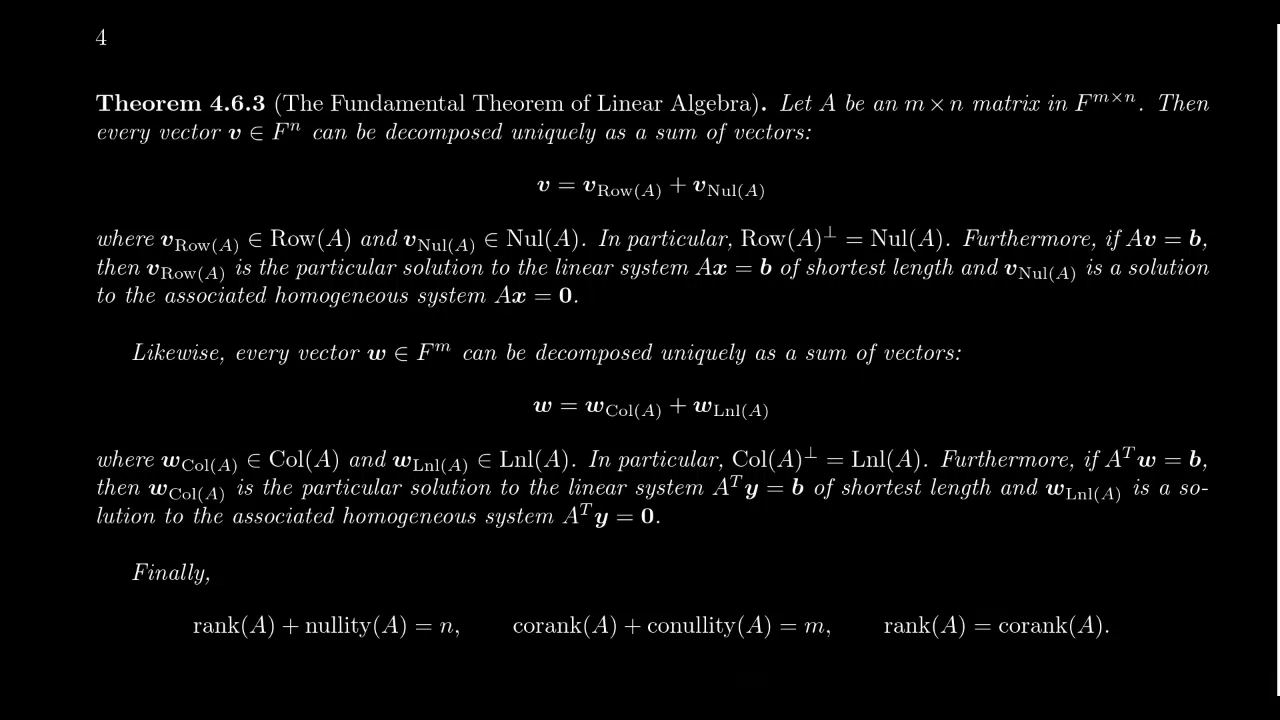 4
Theorem 4.6.3 (The Fundamental Theorem of Linear Algebra). Let A be an m × n matrix in F^{m×n}. Then
every vector v ∈ F^n can be decomposed uniquely as a sum of vectors:
v = v_{Row(A)} + v_{Nul(A)}
where v_{Row(A)} ∈ Row(A) and v_{Nul(A)} ∈ Nul(A). In particular, Row(A)^⊥ = Nul(A). Furthermore, if Av = b,
then v_{Row(A)} is the particular solution to the linear system Ax = b of shortest length and v_{Nul(A)} is a solution
to the associated homogeneous system Ax = 0.
Likewise, every vector w ∈ F^m can be decomposed uniquely as a sum of vectors:
w = w_{Col(A)} + w_{Lnl(A)}
where w_{Col(A)} ∈ Col(A) and w_{Lnl(A)} ∈ Lnl(A). In particular, Col(A)^⊥ = Lnl(A). Furthermore, if A^T w = b,
then w_{Col(A)} is the particular solution to the linear system A^T y = b of shortest length and w_{Lnl(A)} is a so-
lution to the associated homogeneous system A^T y = 0.
Finally,
rank(A) + nullity(A) = n, corank(A) + conullity(A) = m, rank(A) = corank(A).